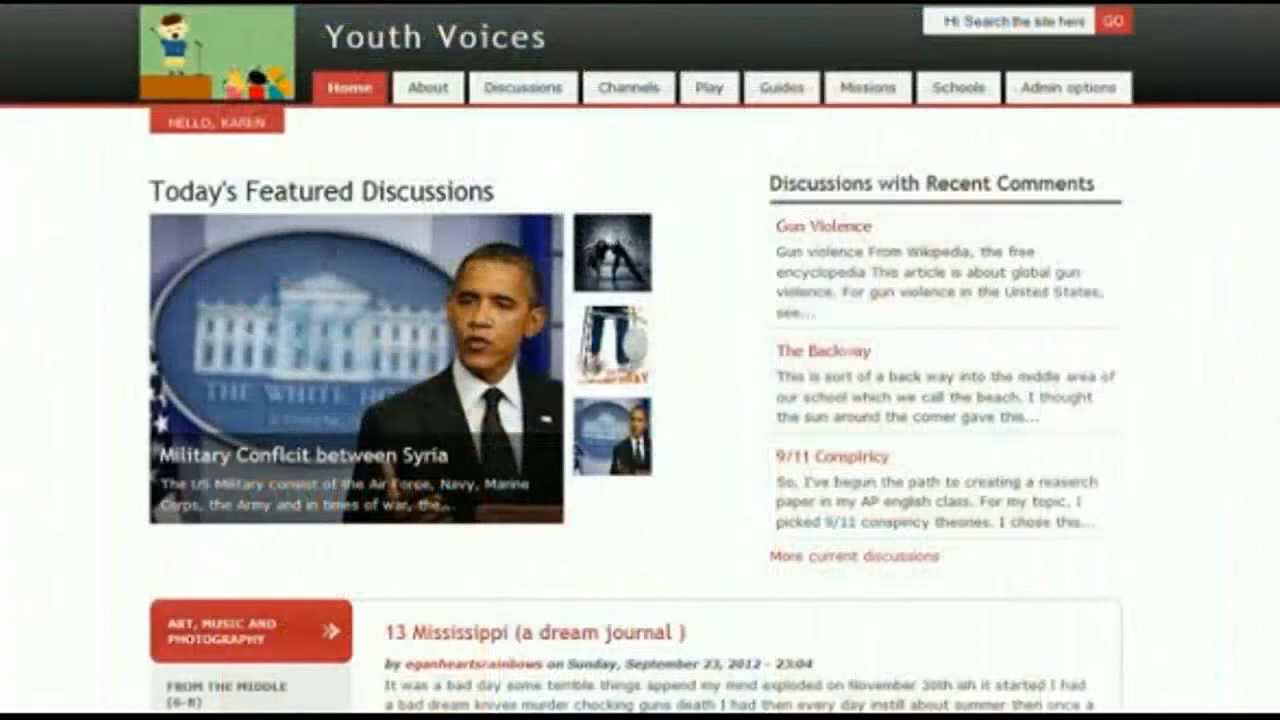 Youth Voices
Hi Search the site here
GO
Home
About
Discussions
Channels
Play
Guides
Missions
Schools
Admin options
HELLO, KAREN
Today's Featured Discussions
THE WHITE HO
Military Conflcit between Syria
The US Military consist of the Air Force, Navy, Marine
Corps, the Army and in times of war, the...
Discussions with Recent Comments
Gun Violence
Gun violence From Wikipedia, the free
encyclopedia This article is about global gun
violence. For gun violence in the United States,
see...
The Backway
This is sort of a back way into the middle area of
our school which we call the beach. I thought
the sun around the corner gave this...
9/11 Conspiricy
So, I've begun the path to creating a reaserch
paper in my AP english class. For my topic, I
picked 9/11 conspiricy theories. I chose this...
More current discussions
ART, MUSIC AND
PHOTOGRAPHY
FROM THE MIDDLE
(6-8)
13 Mississippi (a dream journal )
by eganheartsrainbows on Sunday, September 23, 2012 - 23:04
It was a bad day some terrible things append my mind exploded on November 30th ish it started I had
a bad dream knives murder chocking guns death I had then every day instill about summer then once a